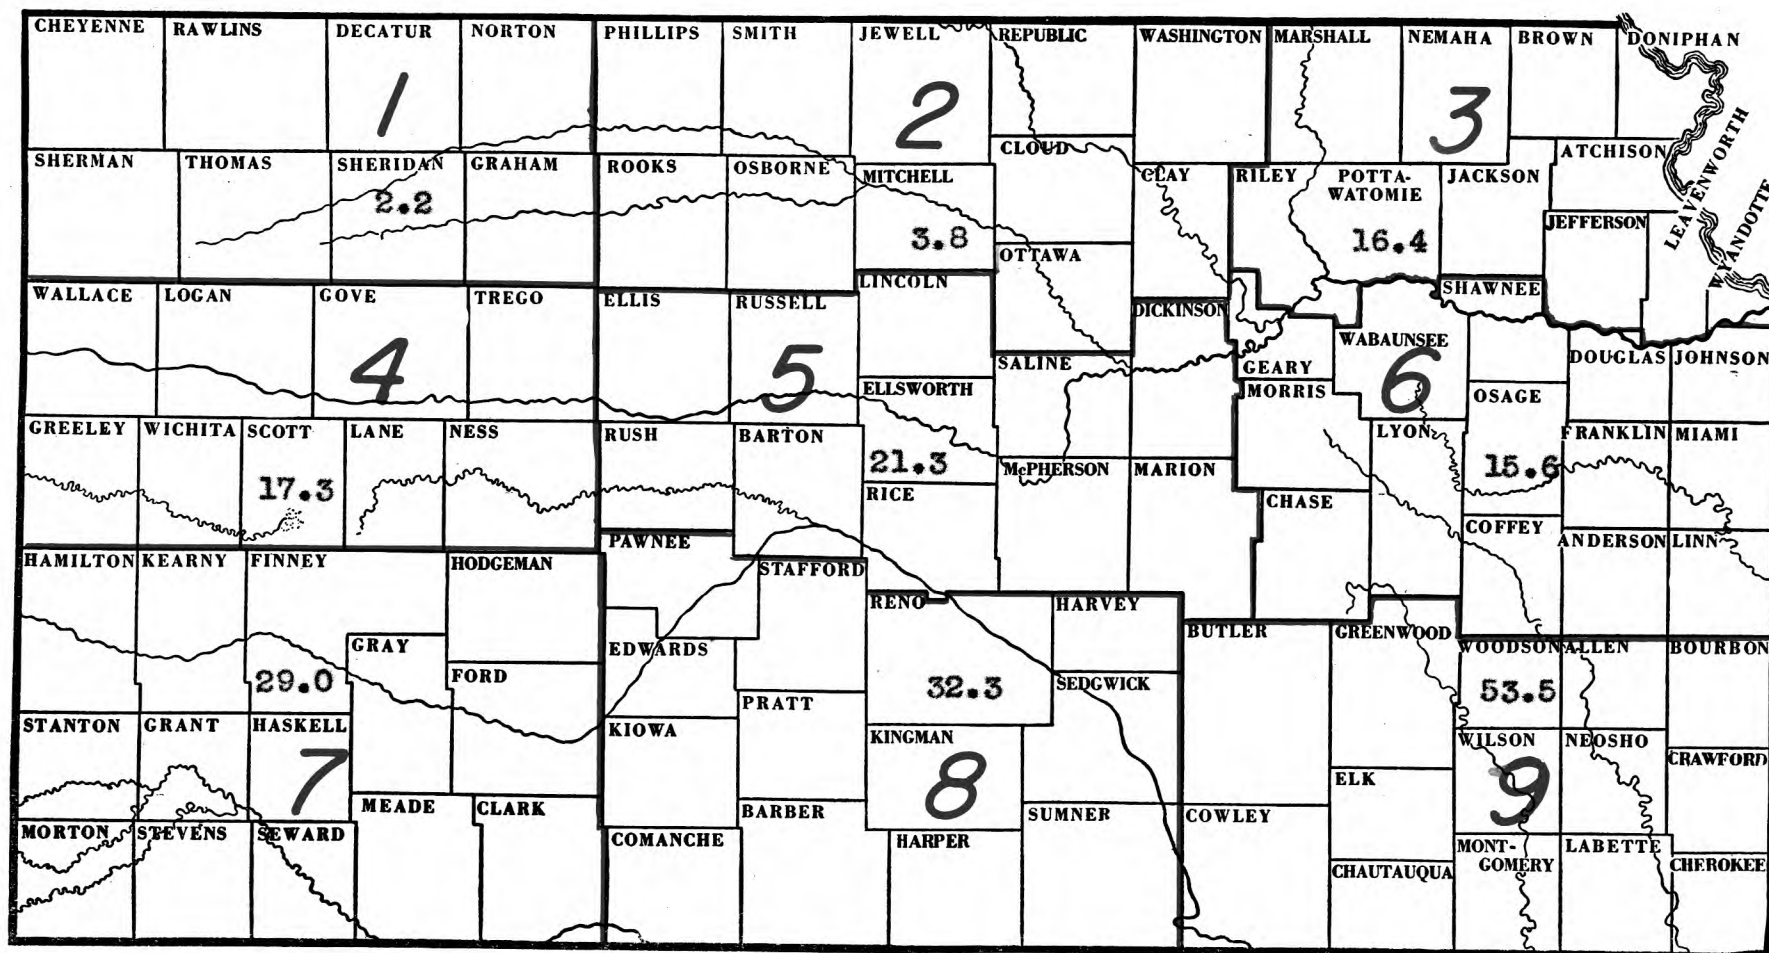 CHEYENNE
RAWLINS
DECATUR
NORTON
PHILLIPS
SMITH
JEWELL
REPUBLIC
WASHINGTON
MARSHALL
NEMAHA
BROWN
DONIPHAN
1
2
3
SHERMAN
THOMAS
SHERIDAN
GRAHAM
ROOKS
OSBORNE
MITCHELL
CLOUD
CLAY
RILEY
POTTA-
WATOMIE
JACKSON
ATCHISON
LEAVENWORTH
WYANDOTTE
JEFFERSON
2.2
3.8
16.4
OTTAWA
WALLACE
LOGAN
GOVE
TREGO
ELLIS
RUSSELL
LINCOLN
DICKINSON
SHAWNEE
4
5
6
SALINE
GEARY
WABAUNSEE
DOUGLAS
JOHNSON
ELLSWORTH
MORRIS
OSAGE
GREELEY
WICHITA
SCOTT
LANE
NESS
RUSH
BARTON
LYON
FRANKLIN
MIAMI
17.3
21.3
15.6
McPHERSON
MARION
RICE
CHASE
COFFEY
ANDERSON
LINN
HAMILTON
KEARNY
FINNEY
HODGEMAN
PAWNEE
STAFFORD
RENO
HARVEY
BUTLER
GREENWOOD
GRAY
EDWARDS
WOODSON
ALLEN
BOURBON
FORD
29.0
32.3
53.5
SEDGWICK
PRATT
STANTON
GRANT
HASKELL
KIOWA
KINGMAN
WILSON
NEOSHO
CRAWFORD
7
8
9
ELK
MEADE
CLARK
BARBER
SUMNER
COWLEY
MORTON
STEVENS
SEWARD
COMANCHE
HARPER
MONT-
GOMERY
LABETTE
CHAUTAUQUA
CHEROKEE